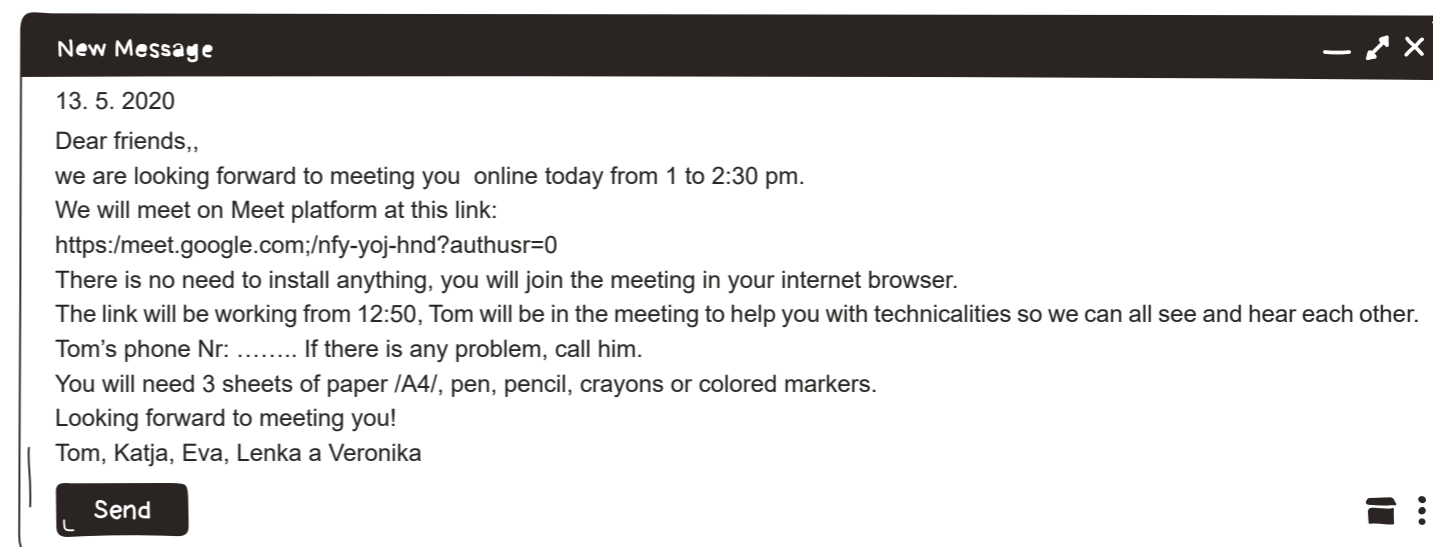 New Message
13. 5. 2020
Dear friends,,
we are looking forward to meeting you  online today from 1 to 2:30 pm.
We will meet on Meet platform at this link:
https:/meet.google.com;/nfy-yoj-hnd?authusr=0
There is no need to install anything, you will join the meeting in your internet browser.
The link will be working from 12:50, Tom will be in the meeting to help you with technicalities so we can all see and hear each other.
Tom’s phone Nr: …….. If there is any problem, call him.
You will need 3 sheets of paper /A4/, pen, pencil, crayons or colored markers.
Looking forward to meeting you!
Tom, Katja, Eva, Lenka a Veronika
Send